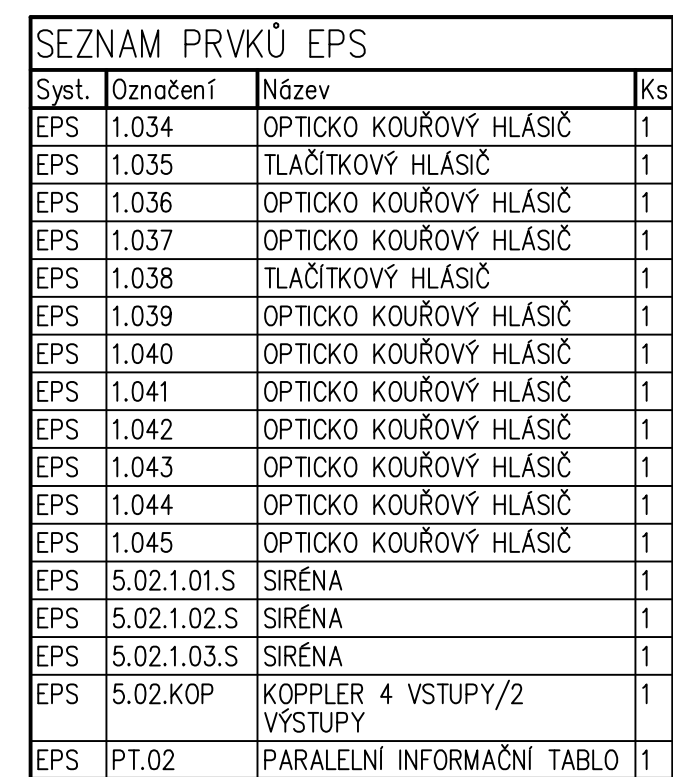 SEZNAM PRVKŮ EPS
Syst. Označení Název Ks
EPS 1.034 OPTICKO KOUŘOVÝ HLÁSIČ 1
EPS 1.035 TLAČÍTKOVÝ HLÁSIČ 1
EPS 1.036 OPTICKO KOUŘOVÝ HLÁSIČ 1
EPS 1.037 OPTICKO KOUŘOVÝ HLÁSIČ 1
EPS 1.038 TLAČÍTKOVÝ HLÁSIČ 1
EPS 1.039 OPTICKO KOUŘOVÝ HLÁSIČ 1
EPS 1.040 OPTICKO KOUŘOVÝ HLÁSIČ 1
EPS 1.041 OPTICKO KOUŘOVÝ HLÁSIČ 1
EPS 1.042 OPTICKO KOUŘOVÝ HLÁSIČ 1
EPS 1.043 OPTICKO KOUŘOVÝ HLÁSIČ 1
EPS 1.044 OPTICKO KOUŘOVÝ HLÁSIČ 1
EPS 1.045 OPTICKO KOUŘOVÝ HLÁSIČ 1
EPS 5.02.1.01.S SIRÉNA 1
EPS 5.02.1.02.S SIRÉNA 1
EPS 5.02.1.03.S SIRÉNA 1
EPS 5.02.KOP KOPPLER 4 VSTUPY/2 1
VÝSTUPY
EPS PT.02 PARALELNÍ INFORMAČNÍ TABLO 1